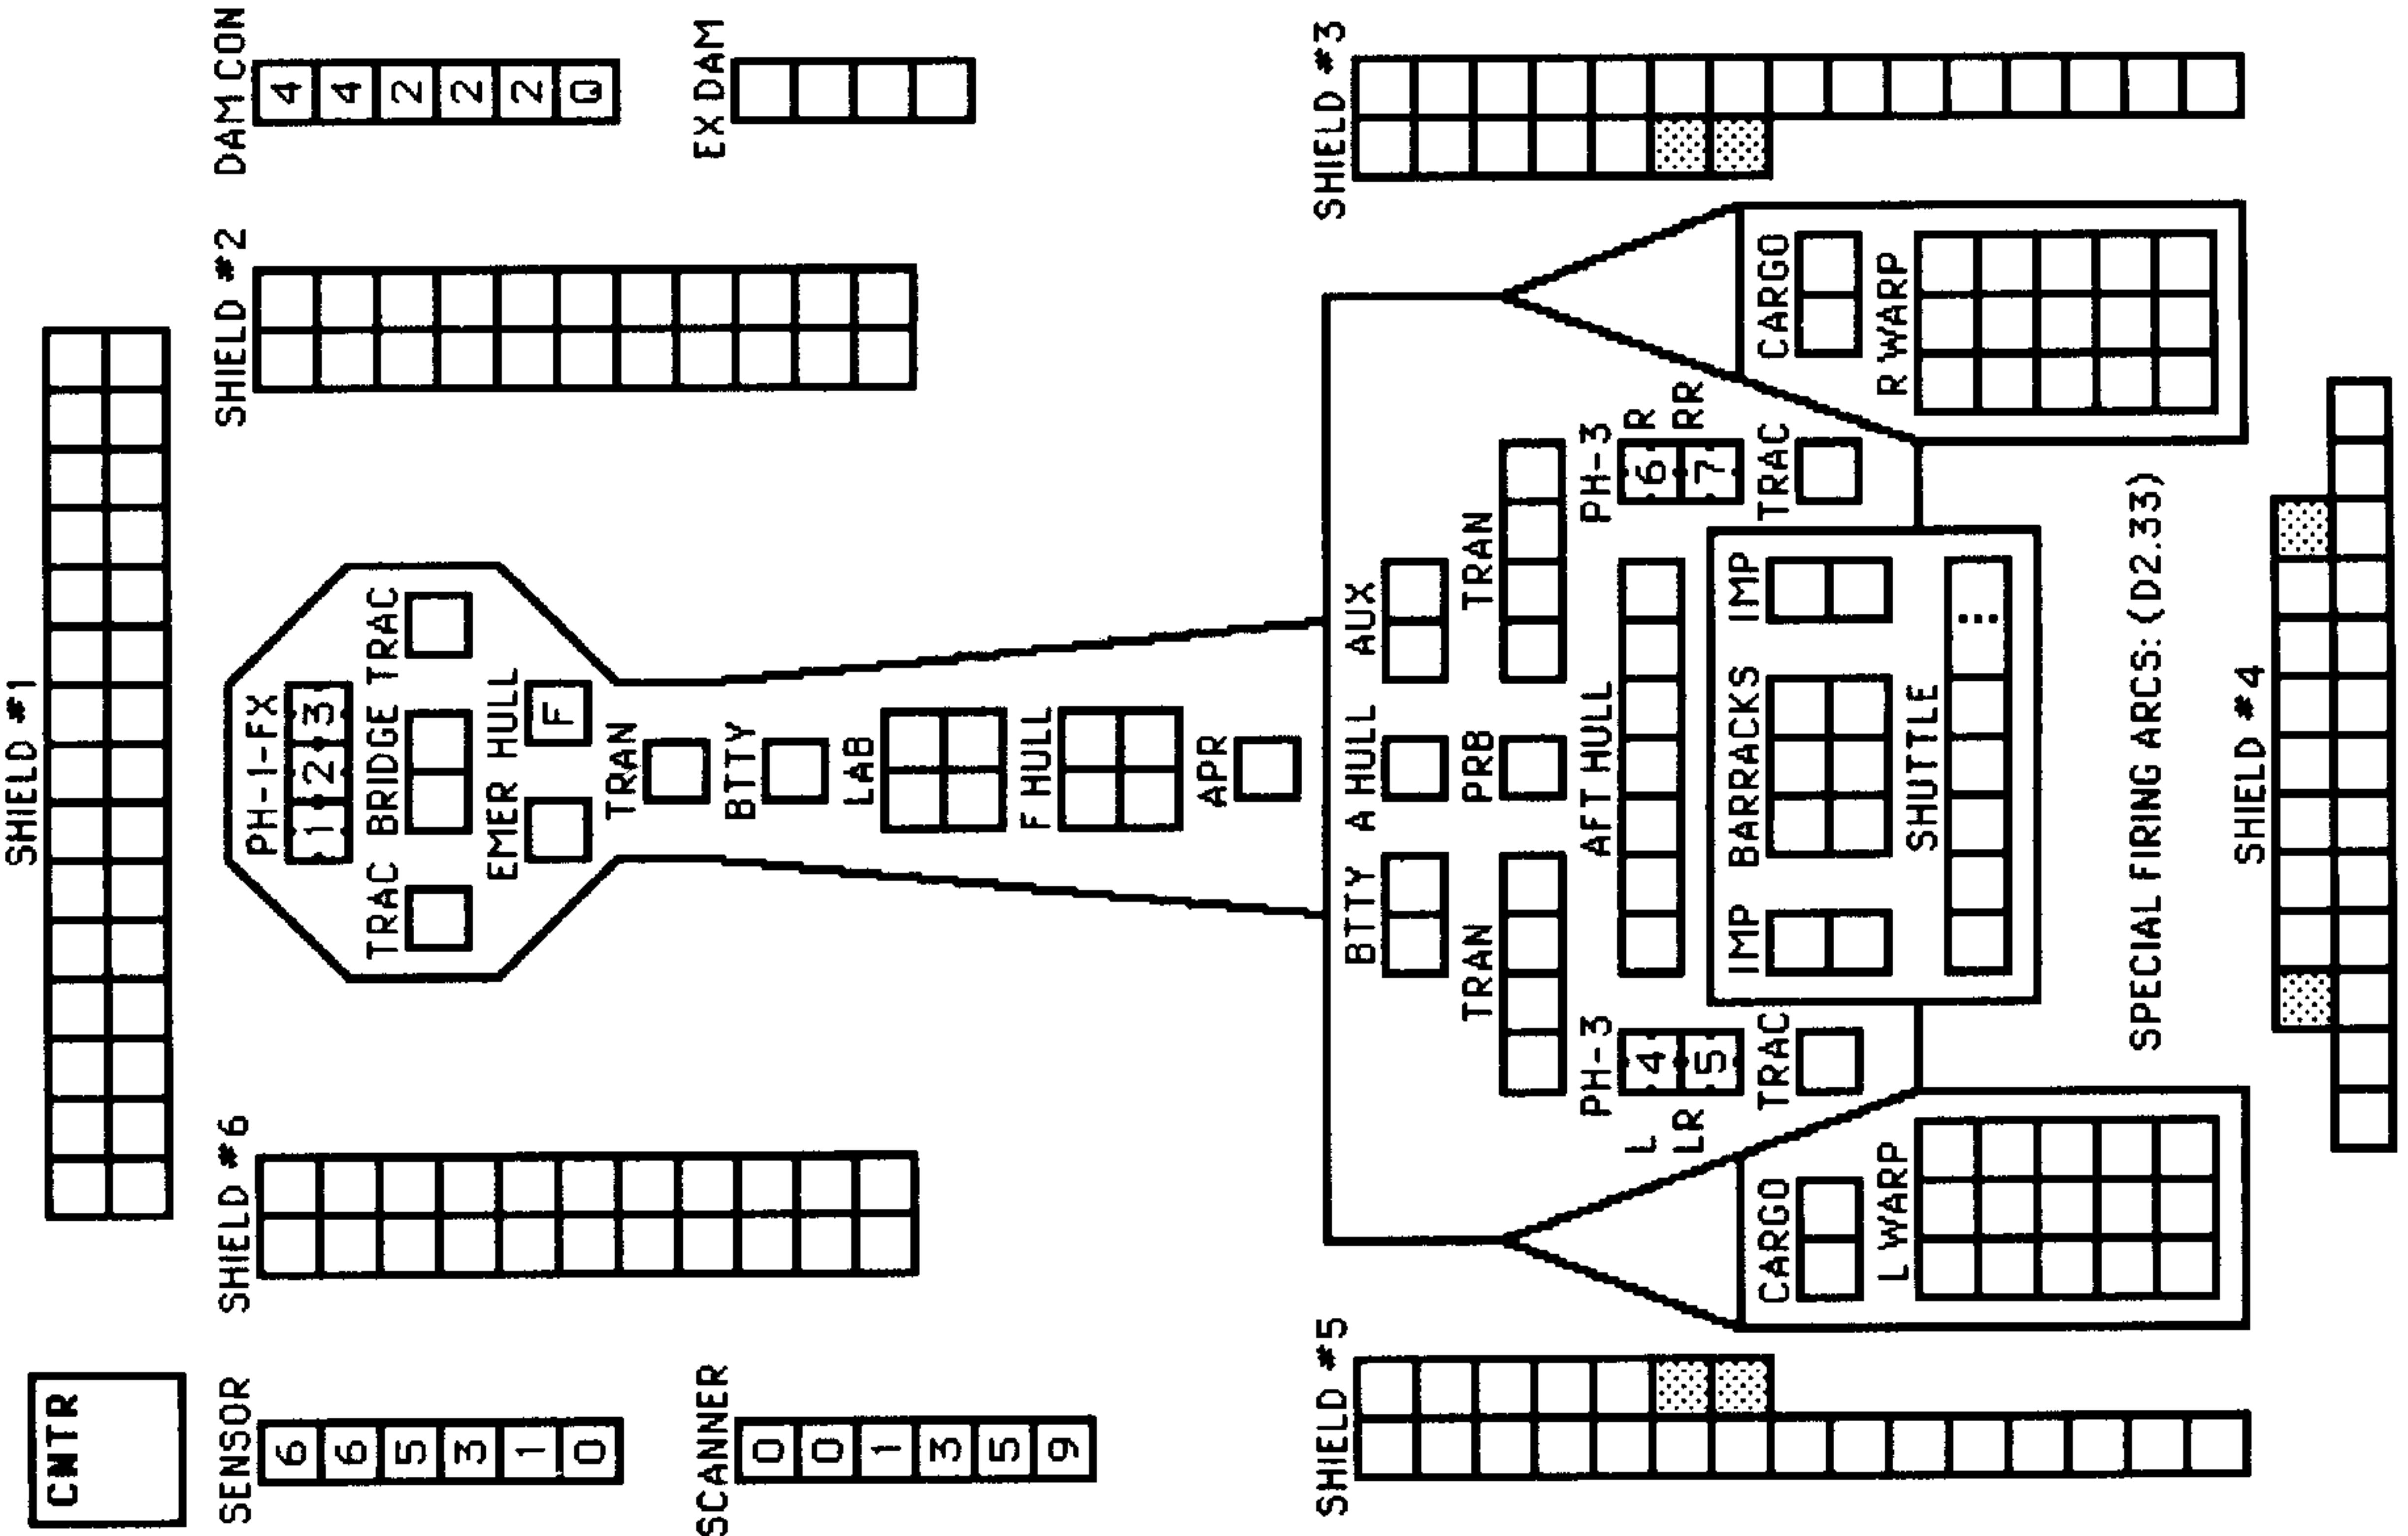 CNTR
SHIELD #1
SENSOR
6
6
5
3
1
0
SCANNER
0
0
1
3
5
9
SHIELD #6
SHIELD #2
DAM CON
4
4
2
2
2
Q
EX DAM
PH-1-FX
1 2 3
TRAC BRIDGE TRAC
EMER HULL
F
TRAN
BTTY
LAB
F HULL
APR
BTTY A HULL AUX
TRAN PRB TRAN
AFT HULL
PH-3
L 4
LR 5
PH-3
6 R
7 RR
TRAC
TRAC
IMP BARRACKS IMP
SHUTTLE
CARGO
L WARP
CARGO
R WARP
SHIELD #5
SHIELD #3
SPECIAL FIRING ARCS: (D2.33)
SHIELD #4